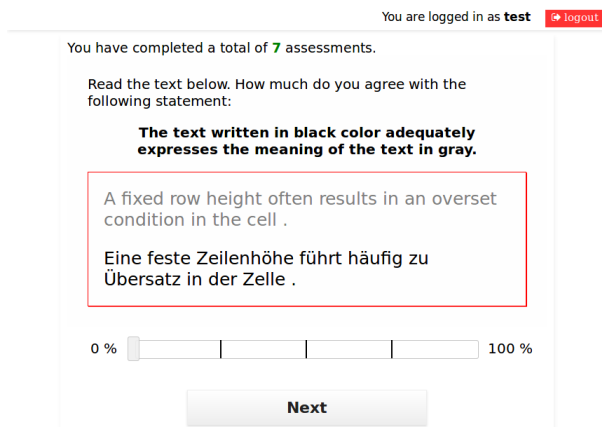 You are logged in as test logout
You have completed a total of 7 assessments.
Read the text below. How much do you agree with the
following statement:
The text written in black color adequately
expresses the meaning of the text in gray.
A fixed row height often results in an overset
condition in the cell .
Eine feste Zeilenhöhe führt häufig zu
Übersatz in der Zelle .
0 % 100 %
Next